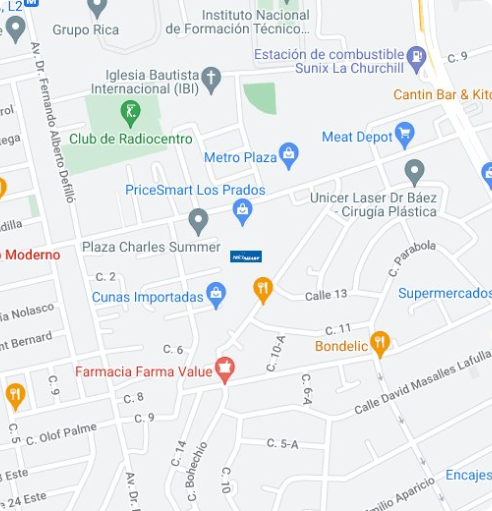 , L2
Grupo Rica
Instituto Nacional
de Formación Técnico...
Av. Dr. Fernando Alberto Defilló
Estación de combustible
Sunix La Churchill
C. 9
Iglesia Bautista
Internacional (IBI)
Cantin Bar & Kitc
rol.
Club de Radiocentro
Meat Depot
tega
Metro Plaza
PriceSmart Los Prados
Unicer Laser Dr Báez
- Cirugía Plástica
dilla
Plaza Charles Summer
o Moderno
C. Parabola
C. 2
Cunas Importadas
Calle 13
Supermercados
ía Nolasco
C. 11
nt Bernard
C. 10-A
Bondelic
C. 6
Farmacia Farma Value
C. 9
C. 8
C. 6-A
Calle David Masalles Lafulla
C. 9
C. 5
C. Olof Palme
C. 14
C. Bohechio
C. 5-A
3 Este
C. 10
Encajes
e 24 Este
Av. Dr.
milio Aparicio